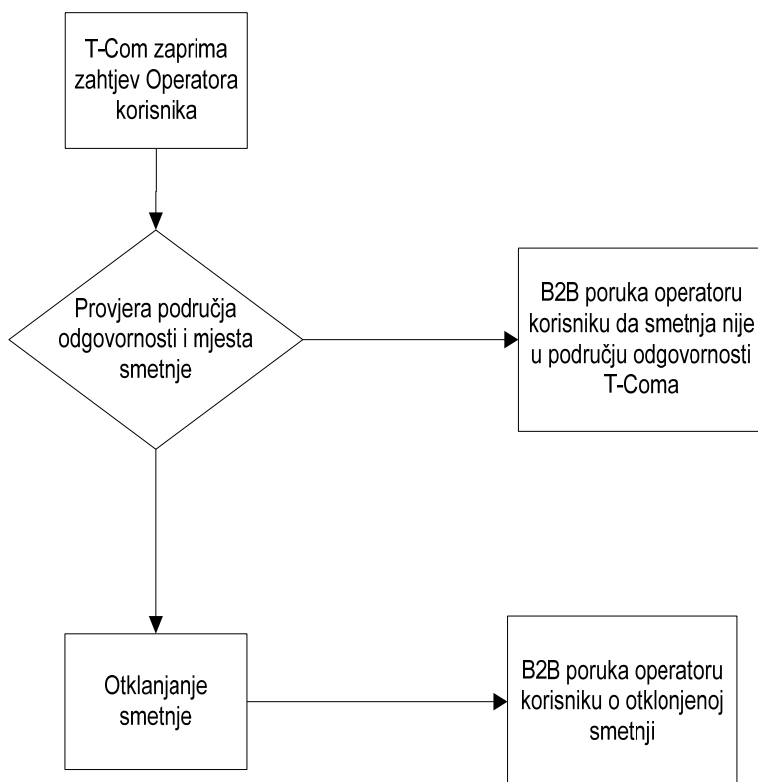 T-Com zaprima
zahtjev Operatora
korisnika
Provjera područja
odgovornosti i mjesta
smetnje
B2B poruka operatoru
korisniku da smetnja nije
u području odgovornosti
T-Coma
Otklanjanje
smetnje
B2B poruka operatoru
korisniku o otklonjenoj
smetnji